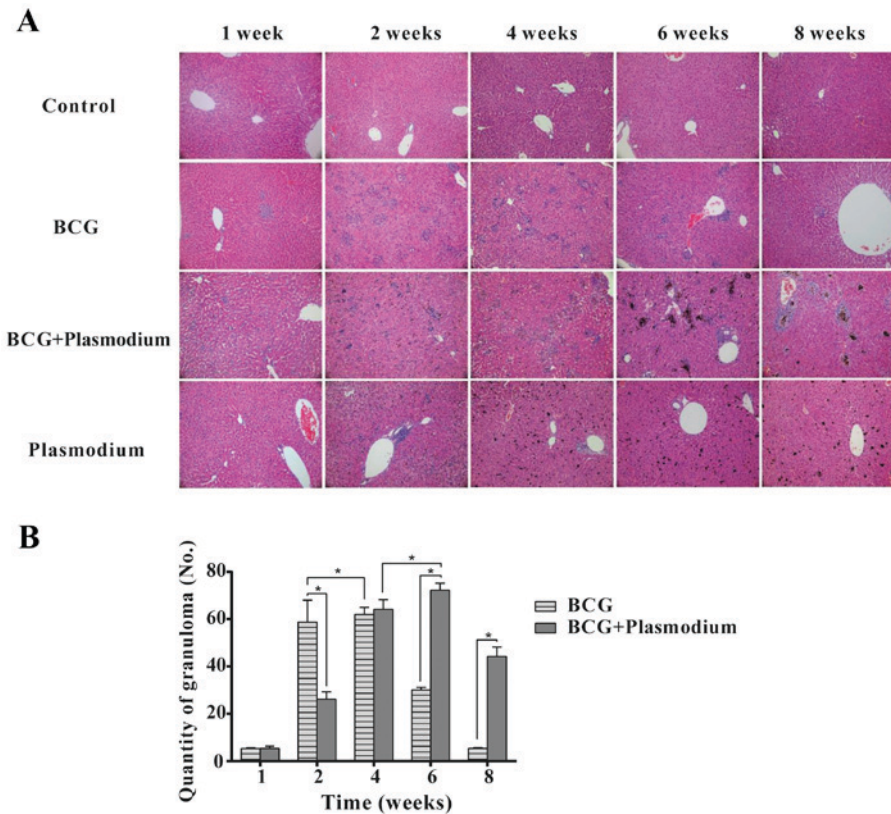 A
1 week 2 weeks 4 weeks 6 weeks 8 weeks
Control
BCG
BCG+Plasmodium
Plasmodium
B
Quantity of granuloma (No.)
80
60
40
20
0
* * * * *
1 2 4 6 8
Time (weeks)
BCG
BCG+Plasmodium